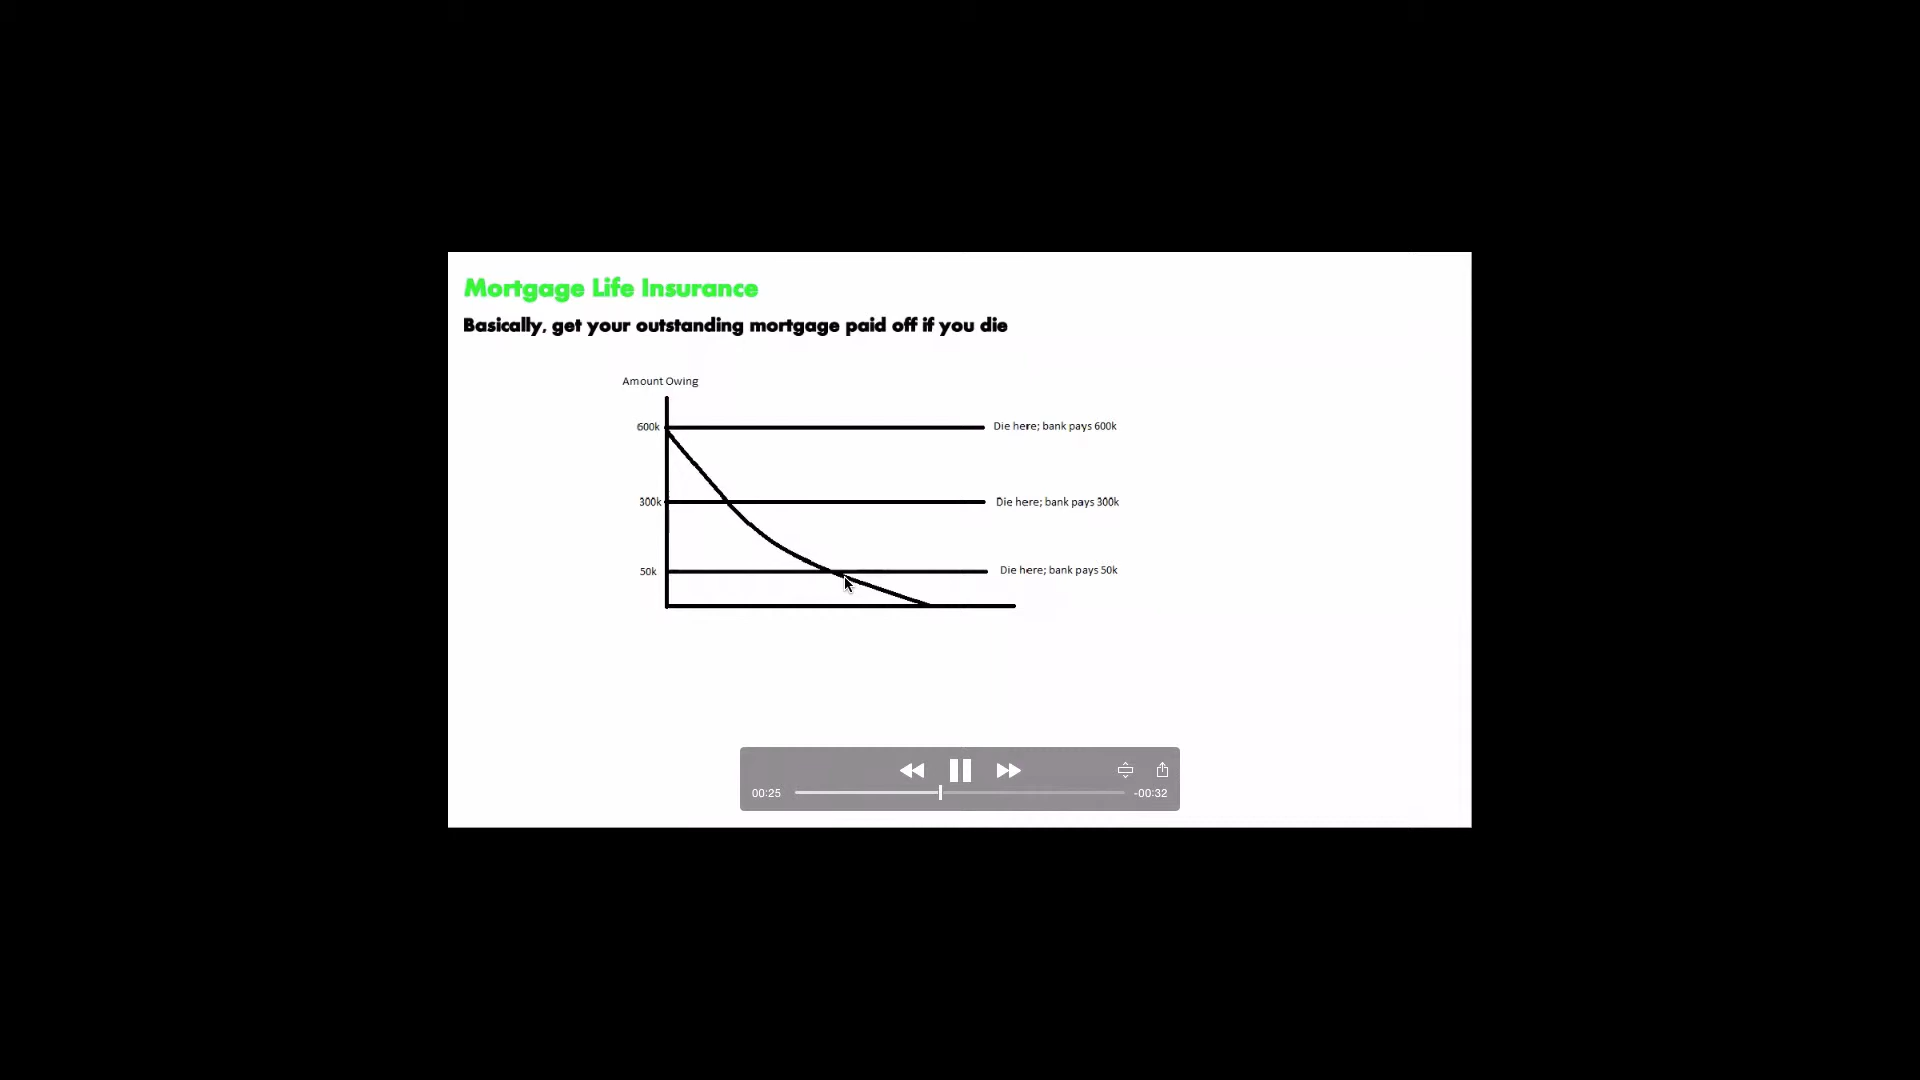 Mortgage Life Insurance
Basically, get your outstanding mortgage paid off if you die
Amount Owing
600k
Die here; bank pays 600k
300k
Die here; bank pays 300k
50k
Die here; bank pays 50k
00:25
-00:32